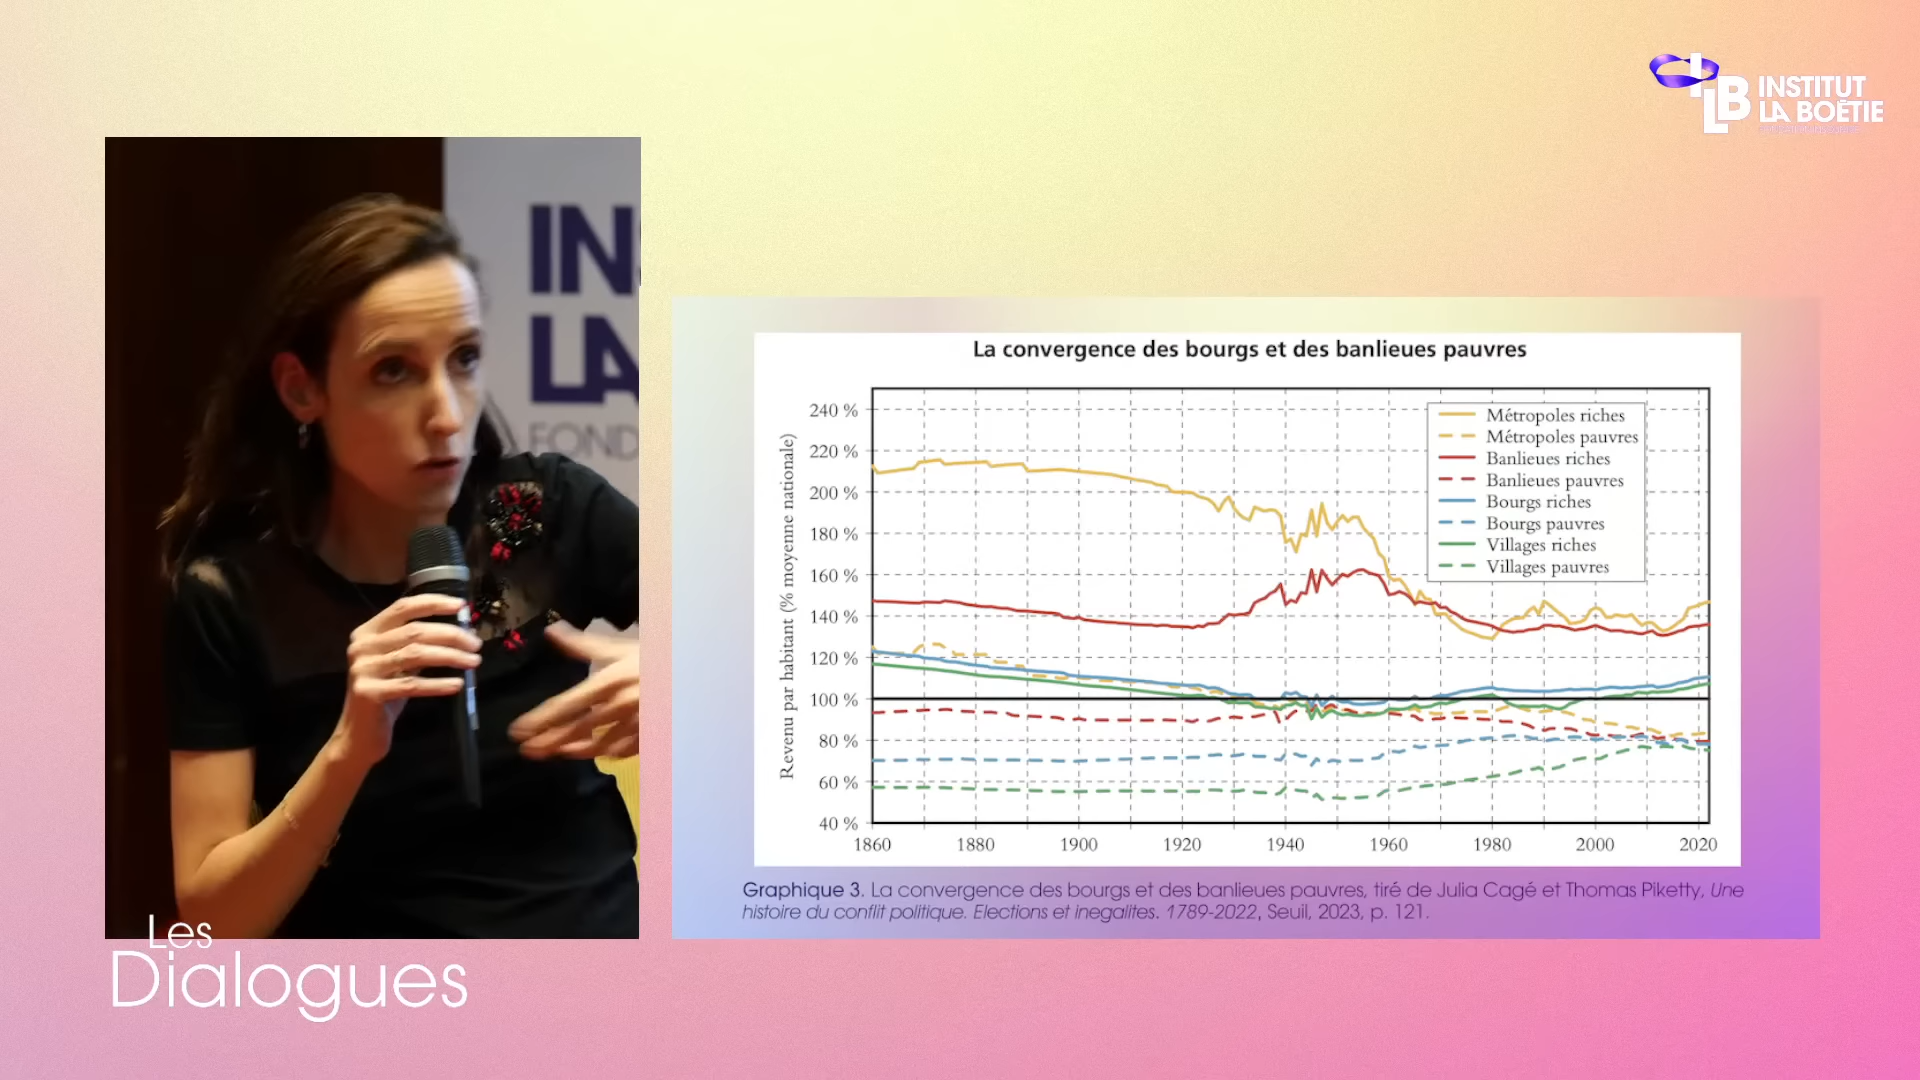 INSTITUT
LA BOÉTIE
ILB
IN
LA
FOND
La convergence des bourgs et des banlieues pauvres
Revenu par habitant (% moyenne nationale)
240 %
220 %
200 %
180 %
160 %
140 %
120 %
100 %
80 %
60 %
40 %
1860 1880 1900 1920 1940 1960 1980 2000 2020
Métropoles riches
Métropoles pauvres
Banlieues riches
Banlieues pauvres
Bourgs riches
Bourgs pauvres
Villages riches
Villages pauvres
Graphique 3. La convergence des bourgs et des banlieues pauvres, tiré de Julia Cagé et Thomas Piketty, Une
histoire du conflit politique. Elections et inegalites. 1789-2022, Seuil, 2023, p. 121.
Les
Dialogues